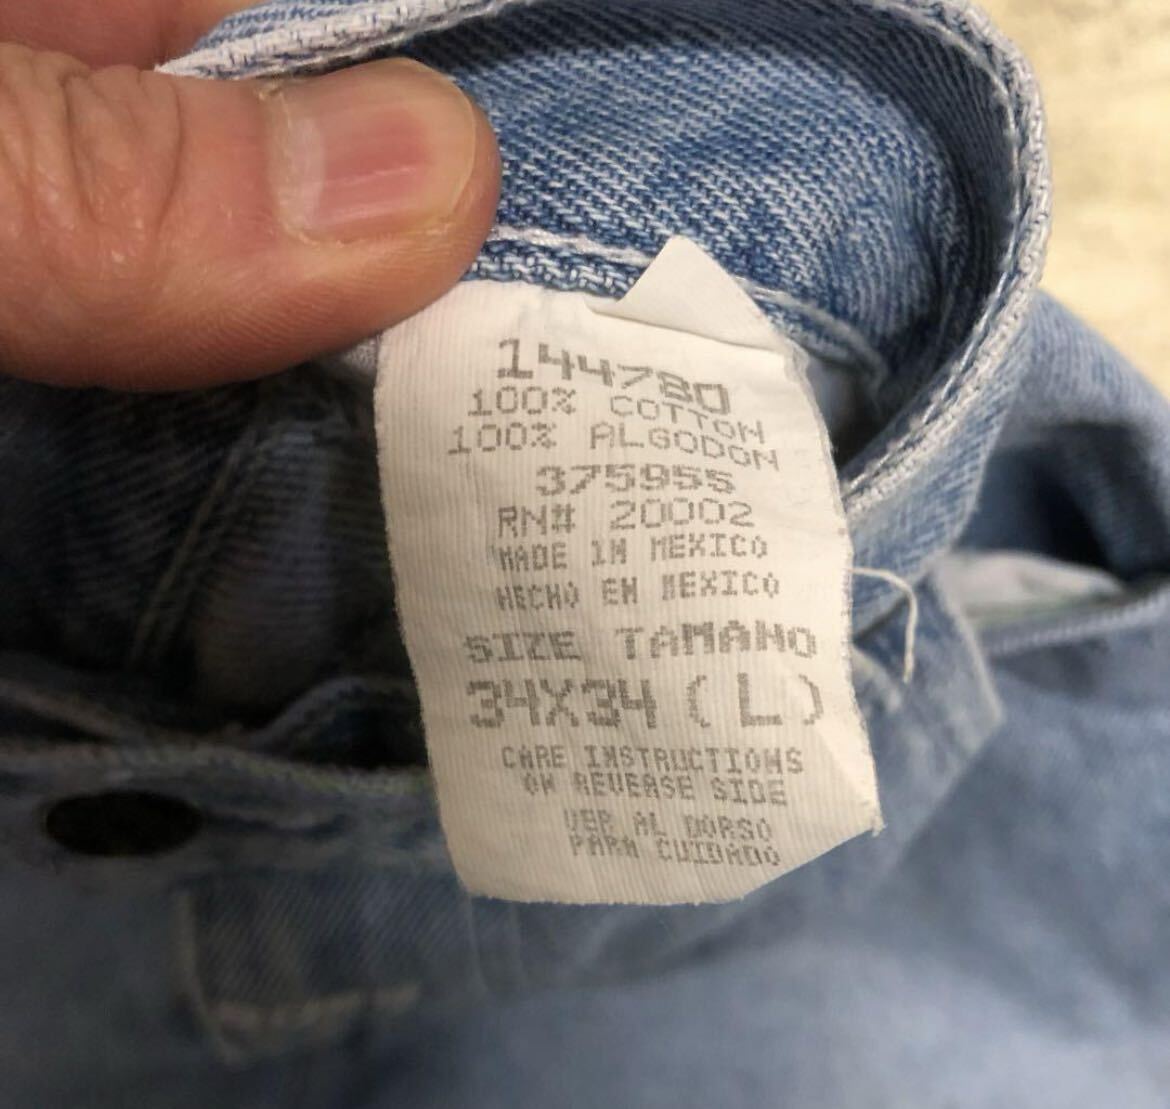 144780
100% COTTON
100% ALGODON
375955
RN# 20002
MADE IN MEXICO
HECHO EN MEXICO
SIZE TAMANO
34X34 (L)
CARE INSTRUCTIONS
ON REVERSE SIDE
VER AL DORSO
PARA CUIDADO